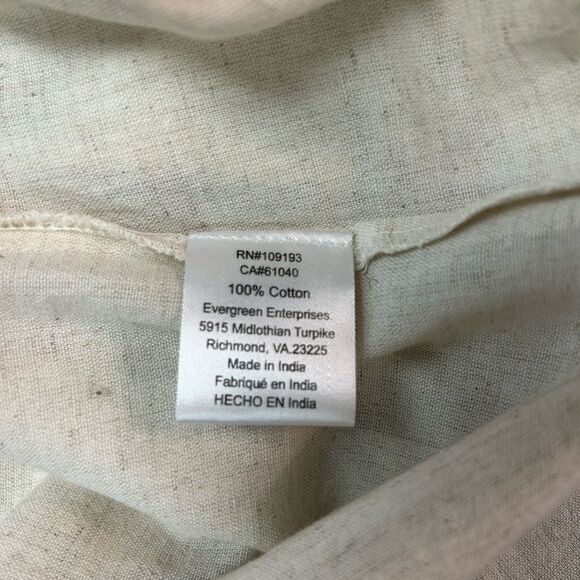 RN#109193
CA#61040
100% Cotton
Evergreen Enterprises.
5915 Midlothian Turpike
Richmond, VA.23225
Made in India
Fabriqué en India
HECHO EN India